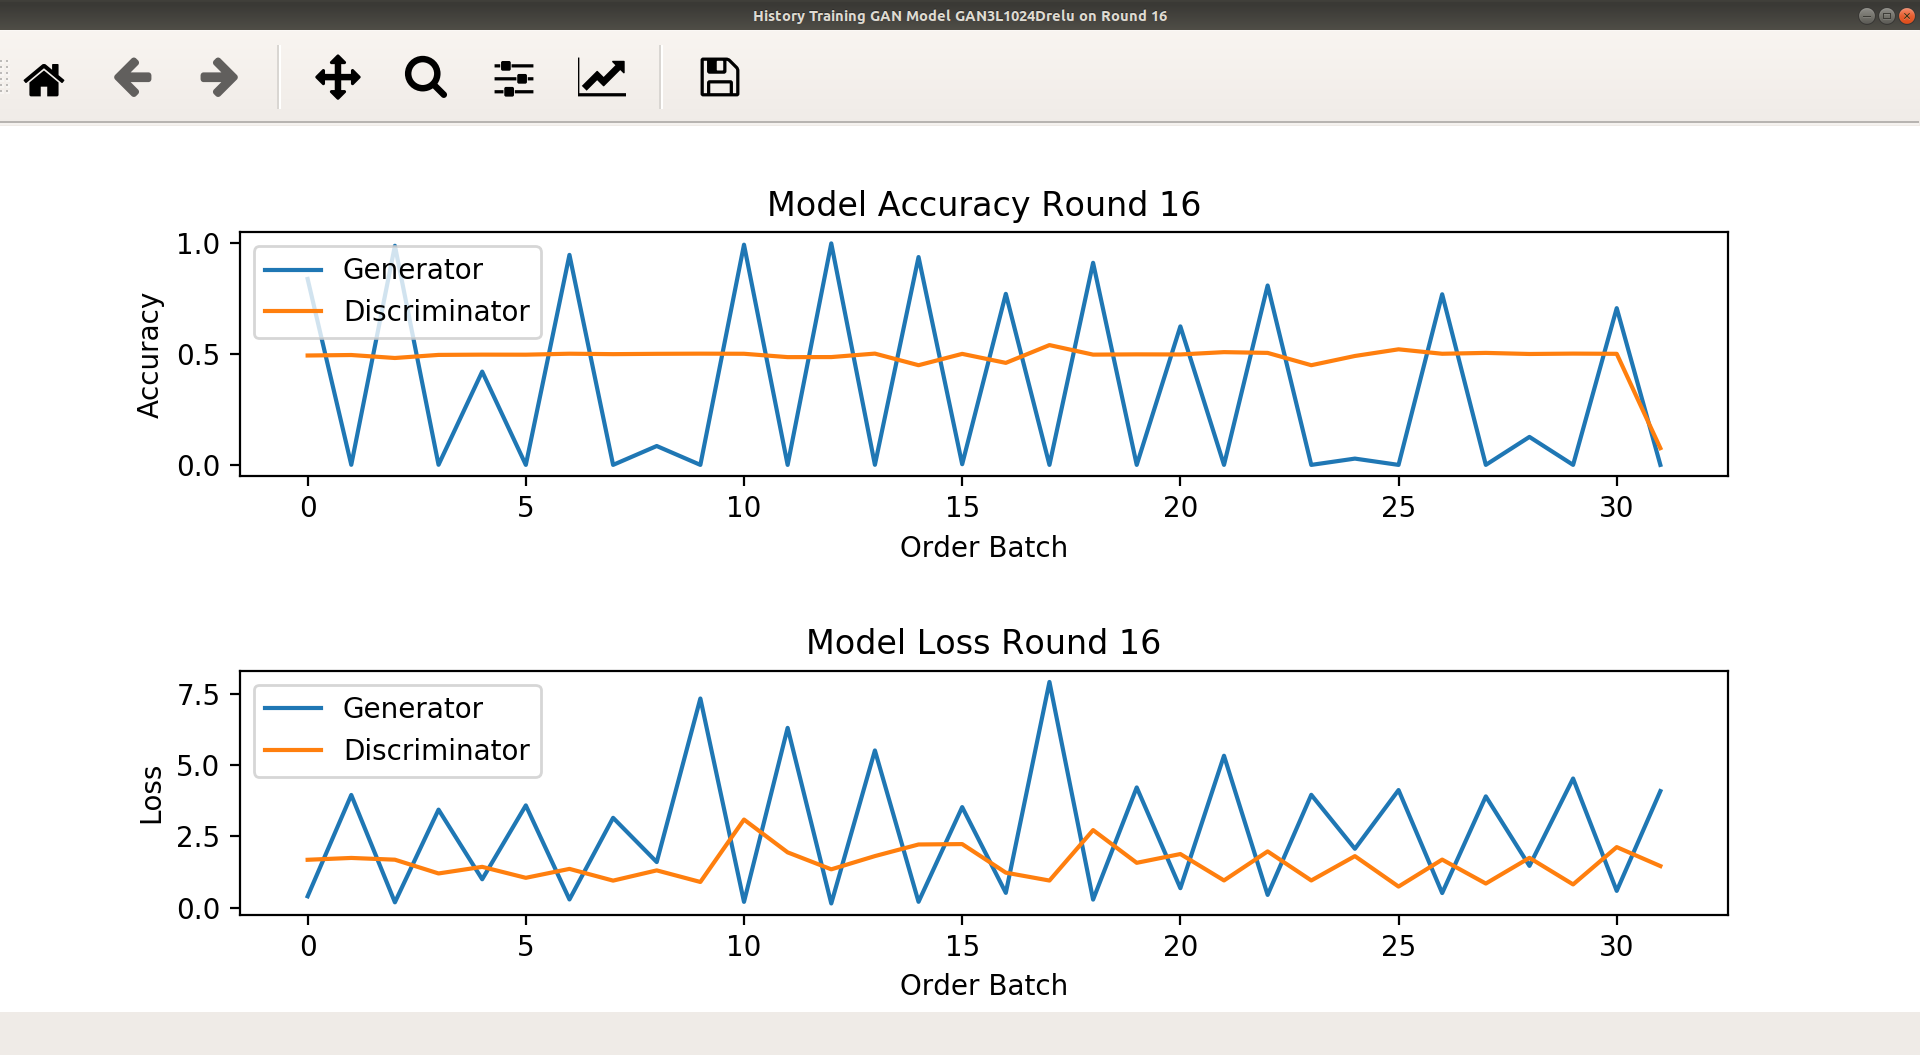 History Training GAN Model GAN3L1024Drelu on Round 16
Model Accuracy Round 16
1.0
0.5
0.0
Accuracy
Generator
Discriminator
0 5 10 15 20 25 30
Order Batch
Model Loss Round 16
7.5
5.0
2.5
0.0
Loss
Generator
Discriminator
0 5 10 15 20 25 30
Order Batch